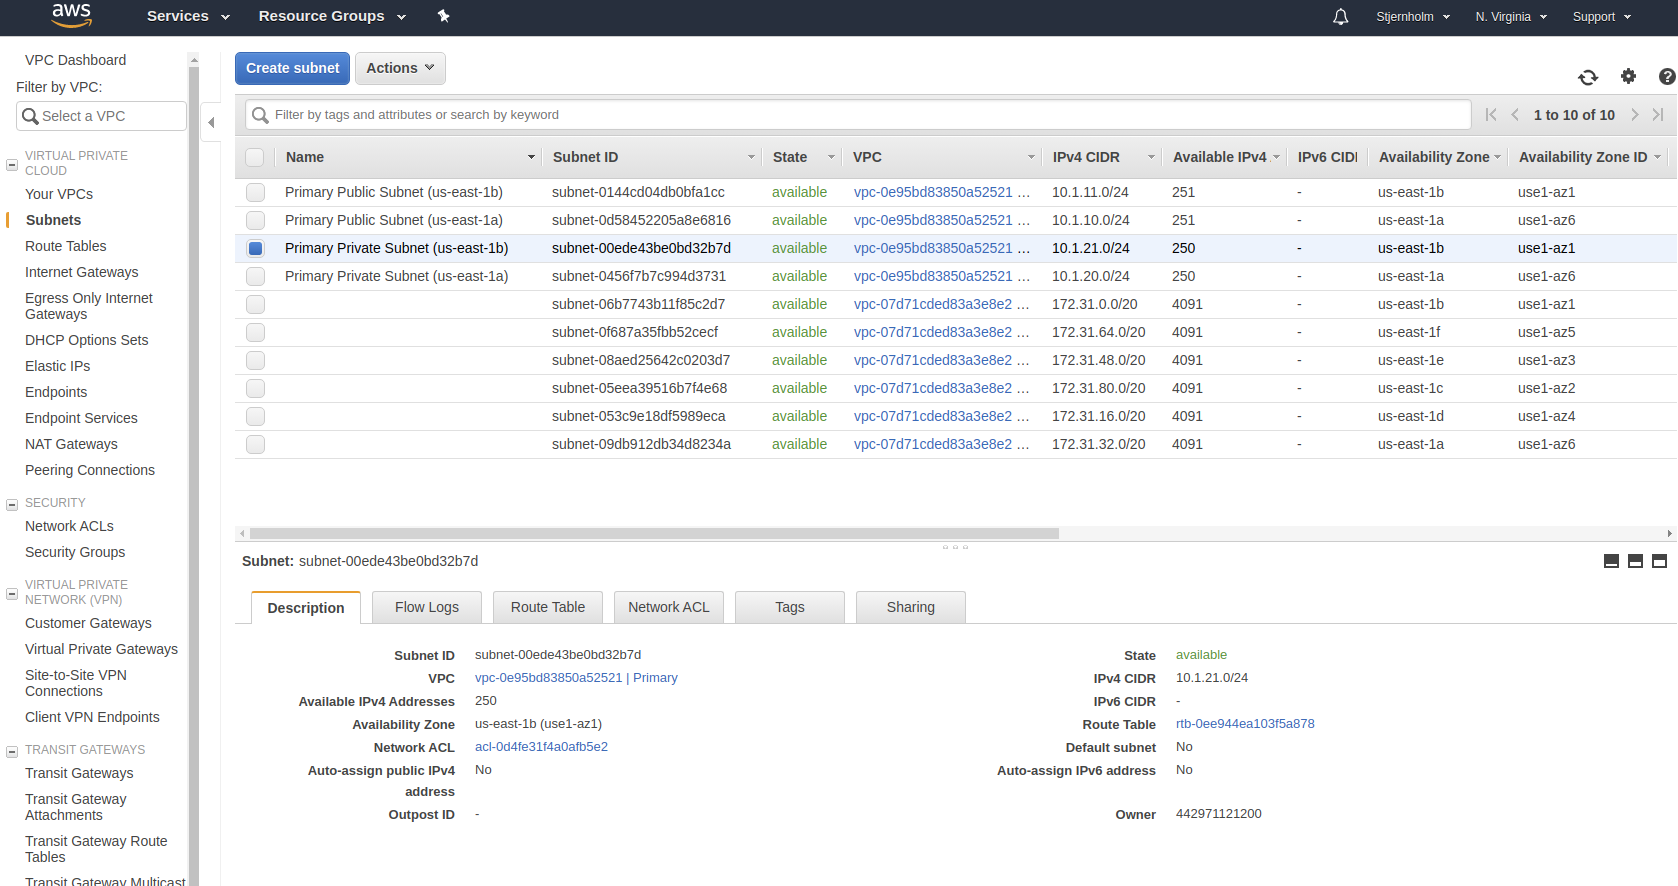 aws Services Resource Groups Stjernholm N. Virginia Support
VPC Dashboard
Filter by VPC:
Select a VPC
VIRTUAL PRIVATE
CLOUD
Your VPCs
Subnets
Route Tables
Internet Gateways
Egress Only Internet
Gateways
DHCP Options Sets
Elastic IPs
Endpoints
Endpoint Services
NAT Gateways
Peering Connections
SECURITY
Network ACLs
Security Groups
VIRTUAL PRIVATE
NETWORK (VPN)
Customer Gateways
Virtual Private Gateways
Site-to-Site VPN
Connections
Client VPN Endpoints
TRANSIT GATEWAYS
Transit Gateways
Transit Gateway
Attachments
Transit Gateway Route
Tables
Transit Gateway Multicast
Create subnet Actions
Filter by tags and attributes or search by keyword 1 to 10 of 10
Name Subnet ID State VPC IPv4 CIDR Available IPv4 IPv6 CIDR Availability Zone Availability Zone ID
Primary Public Subnet (us-east-1b) subnet-0144cd04db0bfa1cc available vpc-0e95bd83850a52521 ... 10.1.11.0/24 251 - us-east-1b use1-az1
Primary Public Subnet (us-east-1a) subnet-0d58452205a8e6816 available vpc-0e95bd83850a52521 ... 10.1.10.0/24 251 - us-east-1a use1-az6
Primary Private Subnet (us-east-1b) subnet-00ede43be0bd32b7d available vpc-0e95bd83850a52521 ... 10.1.21.0/24 250 - us-east-1b use1-az1
Primary Private Subnet (us-east-1a) subnet-0456f7b7c994d3731 available vpc-0e95bd83850a52521 ... 10.1.20.0/24 250 - us-east-1a use1-az6
subnet-06b7743b11f85c2d7 available vpc-07d71cded83a3e8e2 ... 172.31.0.0/20 4091 - us-east-1b use1-az1
subnet-0f687a35fbb52cecf available vpc-07d71cded83a3e8e2 ... 172.31.64.0/20 4091 - us-east-1f use1-az5
subnet-08aed25642c0203d7 available vpc-07d71cded83a3e8e2 ... 172.31.48.0/20 4091 - us-east-1e use1-az3
subnet-05eea39516b7f4e68 available vpc-07d71cded83a3e8e2 ... 172.31.80.0/20 4091 - us-east-1c use1-az2
subnet-053c9e18df5989eca available vpc-07d71cded83a3e8e2 ... 172.31.16.0/20 4091 - us-east-1d use1-az4
subnet-09db912db34d8234a available vpc-07d71cded83a3e8e2 ... 172.31.32.0/20 4091 - us-east-1a use1-az6
Subnet: subnet-00ede43be0bd32b7d
Description Flow Logs Route Table Network ACL Tags Sharing
Subnet ID subnet-00ede43be0bd32b7d State available
VPC vpc-0e95bd83850a52521 | Primary IPv4 CIDR 10.1.21.0/24
Available IPv4 Addresses 250 IPv6 CIDR -
Availability Zone us-east-1b (use1-az1) Route Table rtb-0ee944ea103f5a878
Network ACL acl-0d4fe31f4a0afb5e2 Default subnet No
Auto-assign public IPv4 No Auto-assign IPv6 address No
address
Outpost ID - Owner 442971121200